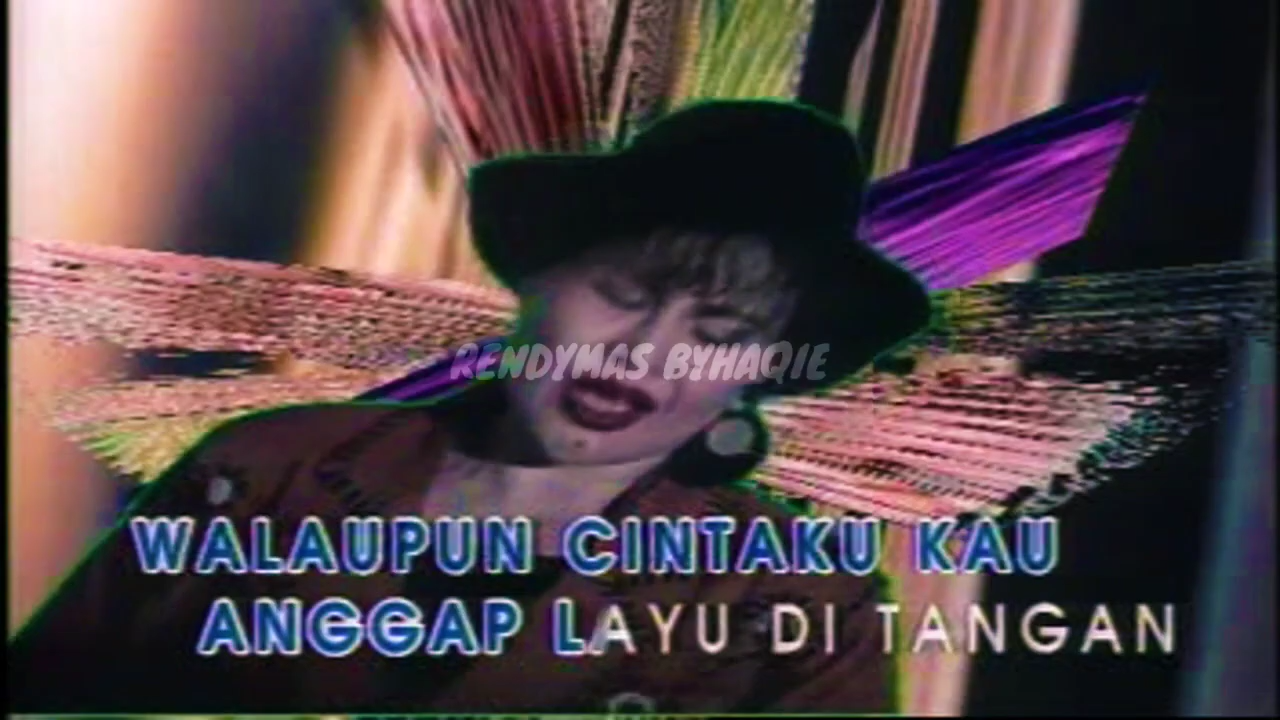 RENDYMAS BYHAQIE
WALAUPUN CINTAKU KAU
ANGGAP LAYU DI TANGAN